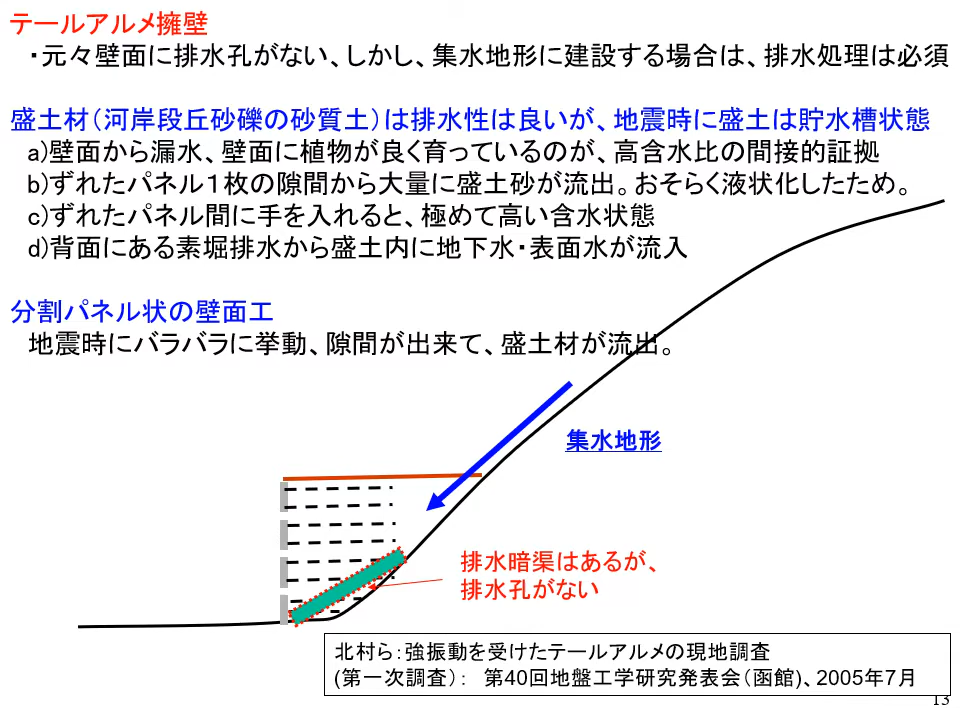 テールアルメ擁壁
・元々壁面に排水孔がない、しかし、集水地形に建設する場合は、排水処理は必須
盛土材（河岸段丘砂礫の砂質土）は排水性は良いが、地震時に盛土は貯水槽状態
a)壁面から漏水、壁面に植物が良く育っているのが、高含水比の間接的証拠
b)ずれたパネル１枚の隙間から大量に盛土砂が流出。おそらく液状化したため。
c)ずれたパネル間に手を入れると、極めて高い含水状態
d)背面にある素堀排水から盛土内に地下水・表面水が流入
分割パネル状の壁面工
地震時にバラバラに挙動、隙間が出来て、盛土材が流出。
集水地形
排水暗渠はあるが、
排水孔がない
北村ら：強振動を受けたテールアルメの現地調査
(第一次調査）： 第40回地盤工学研究発表会（函館）、2005年7月
13